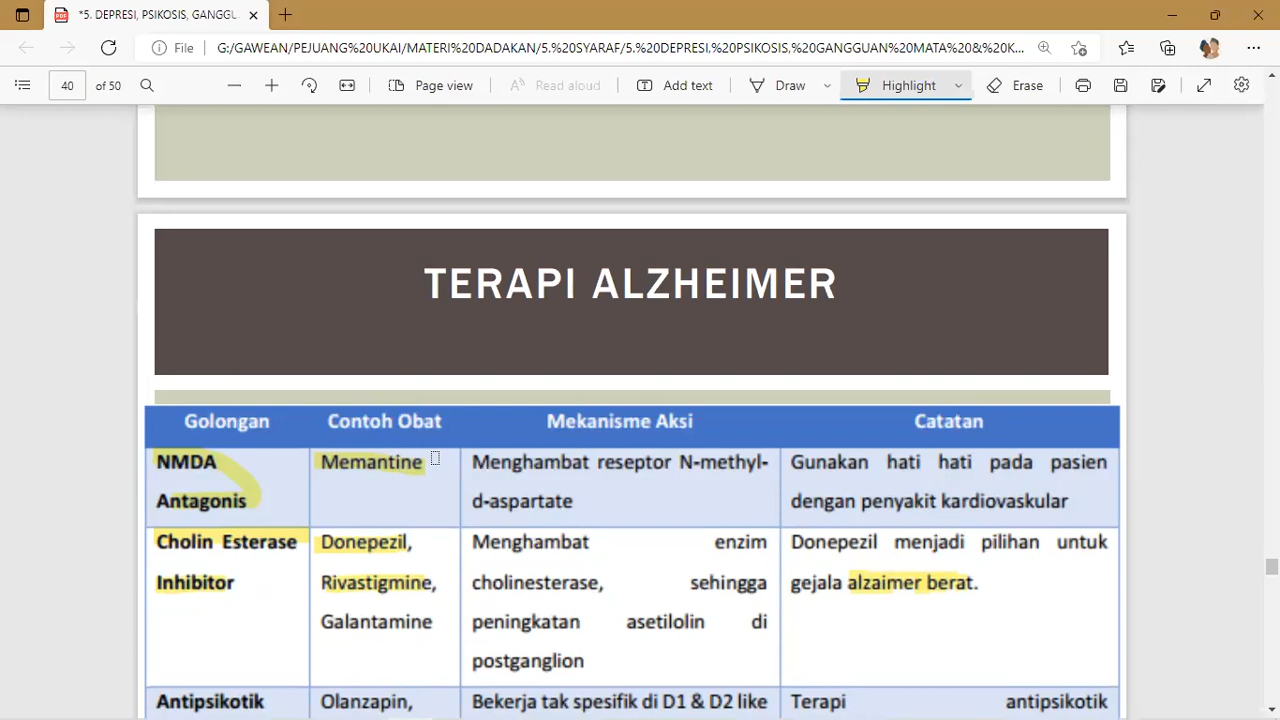 *5. DEPRESI, PSIKOSIS, GANGGU
File G:/GAWEAN/PEJUANG%20UKAI/MATERI%20DADAKAN/5.%20SYARAF/5.%20DEPRESI.%20PSIKOSIS,%20GANGGUAN%20MATA%20&%20K...
40 of 50 Page view Read aloud Add text Draw Highlight Erase
TERAPI ALZHEIMER
Golongan Contoh Obat Mekanisme Aksi Catatan
NMDA Memantine Menghambat reseptor N-methyl- Gunakan hati hati pada pasien
Antagonis d-aspartate dengan penyakit kardiovaskular
Cholin Esterase Donepezil, Menghambat enzim Donepezil menjadi pilihan untuk
Inhibitor Rivastigmine, cholinesterase, sehingga gejala alzaimer berat.
Galantamine peningkatan asetilolin di
postganglion
Antipsikotik Olanzapin, Bekerja tak spesifik di D1 & D2 like Terapi antipsikotik